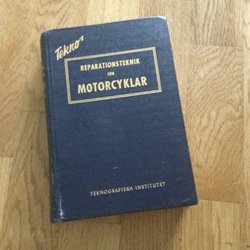 Teknos
REPARATIONSTEKNIK
FÖR
MOTORCYKLAR
TEKNOGRAFISKA INSTITUTET